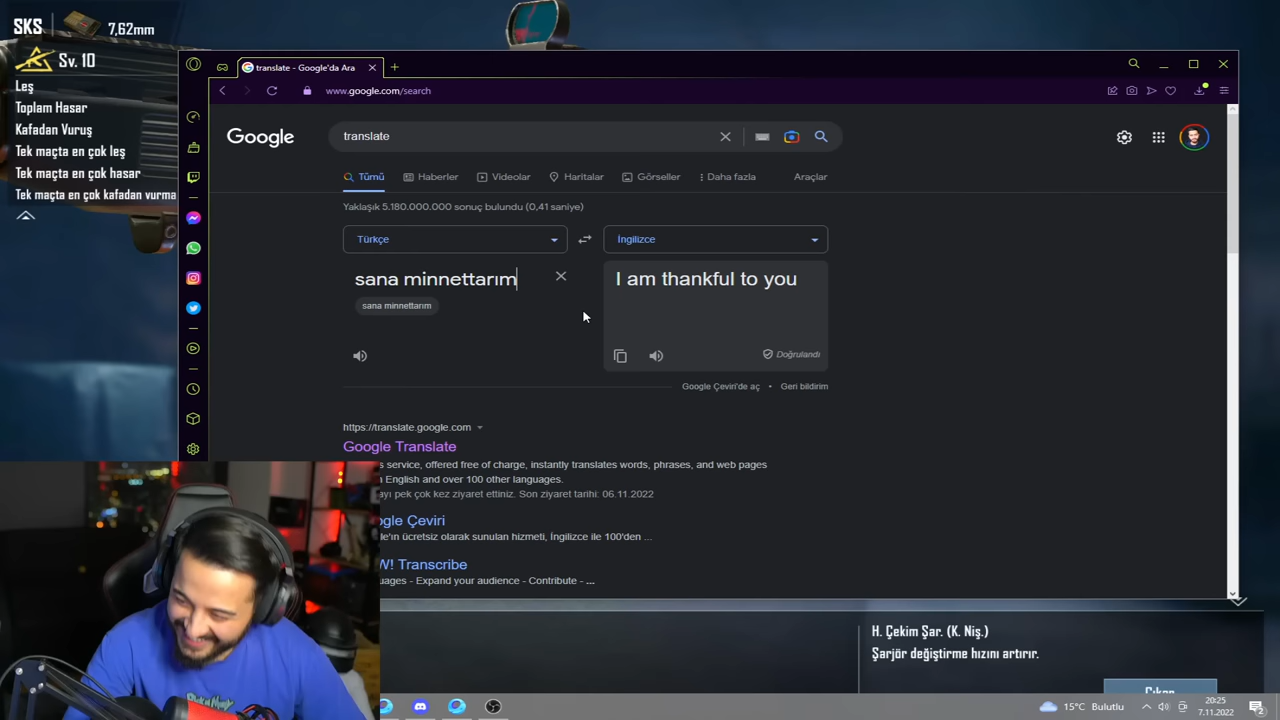 SKS
7,62mm
Sv. 10
Leş
Toplam Hasar
Kafadan Vuruş
Tek maçta en çok leş
Tek maçta en çok hasar
Tek maçta en çok kafadan vurma
translate - Google'da Ara
www.google.com/search
Google
translate
Tümü
Haberler
Videolar
Haritalar
Görseller
Daha fazla
Araçlar
Yaklaşık 5.180.000.000 sonuç bulundu (0,41 saniye)
Türkçe
İngilizce
sana minnettarım
I am thankful to you
sana minnettarım
Doğrulandı
Google Çeviri'de aç • Geri bildirim
https://translate.google.com
Google Translate
s service, offered free of charge, instantly translates words, phrases, and web pages
English and over 100 other languages.
ayı pek çok kez ziyaret ettiniz. Son ziyaret tarihi: 06.11.2022
ogle Çeviri
le'ın ücretsiz olarak sunulan hizmeti, İngilizce ile 100'den ...
W! Transcribe
uages - Expand your audience - Contribute - ...
H. Çekim Şar. (K. Niş.)
Şarjör değiştirme hızını artırır.
Çıkar
15°C Bulutlu
20:25
7.11.2022
2